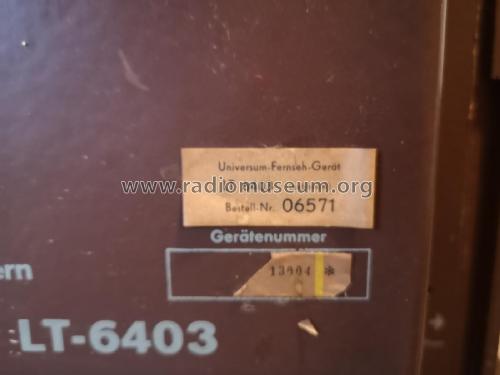 Universum-Fernseh-Gerät
www.radiomuseum.org
Bestell-Nr. 06571
Gerätenummer
13004 *
ern
LT-6403